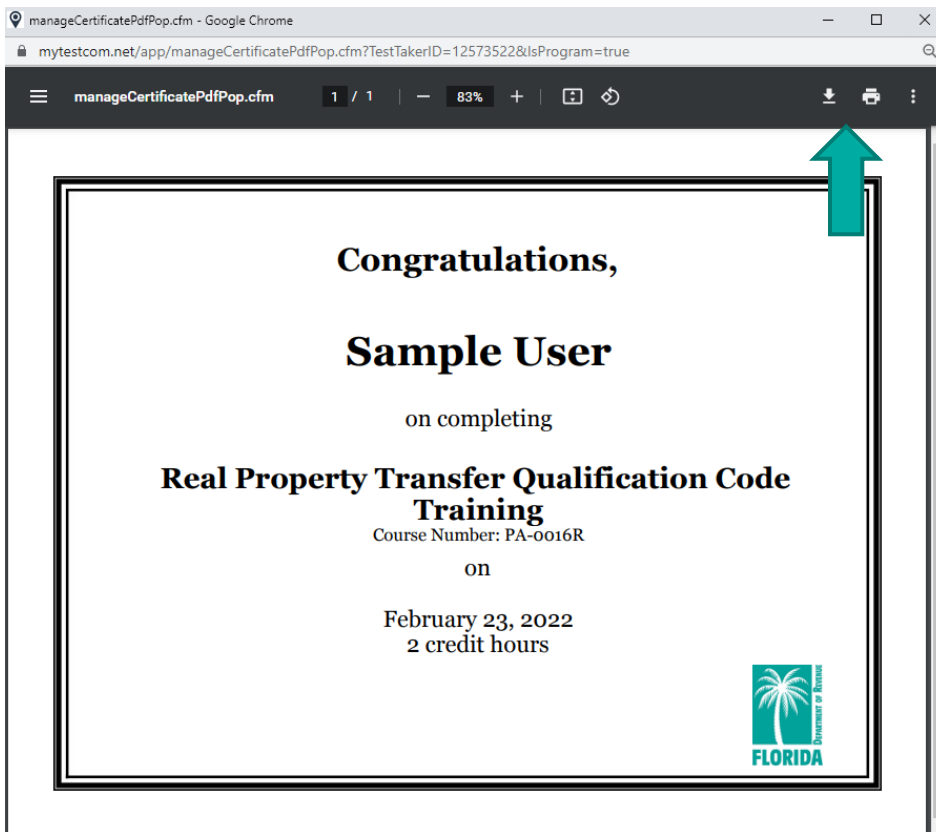 manageCertificatePdfPop.cfm - Google Chrome
mytestcom.net/app/manageCertificatePdfPop.cfm?TestTakerID=12573522&IsProgram=true
manageCertificatePdfPop.cfm 1 / 1 83%
Congratulations,
Sample User
on completing
Real Property Transfer Qualification Code
Training
Course Number: PA-0016R
on
February 23, 2022
2 credit hours
DEPARTMENT OF REVENUE
FLORIDA